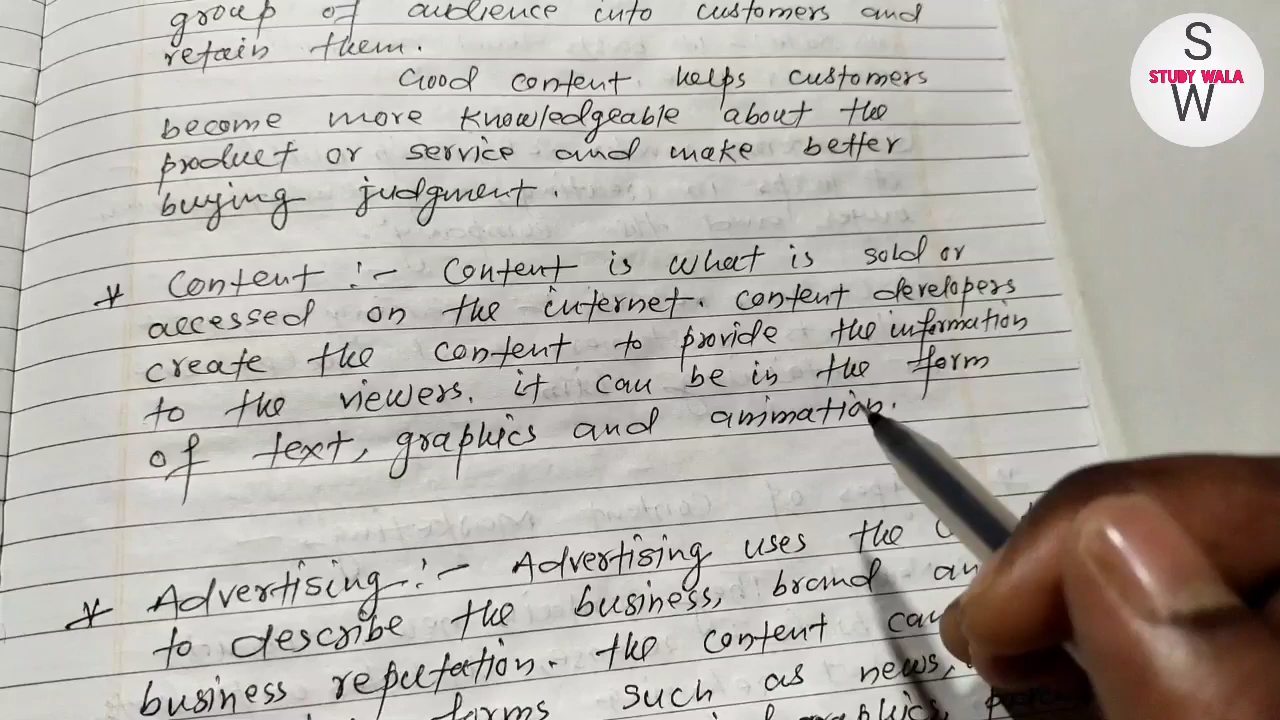 group of audience into customers and
retain them.
Good content helps customers
become more knowledgeable about the
product or service and make better
buying judgment.
* Content :- Content is what is sold or
accessed on the internet. content developers
create the content to provide the information
to the viewers. it can be in the form
of text, graphics and animation.
* Advertising :- Advertising uses the
to describe the business, brand an
business reputation. the content can
forms such as news,
graphics,
S
STUDY WALA
W